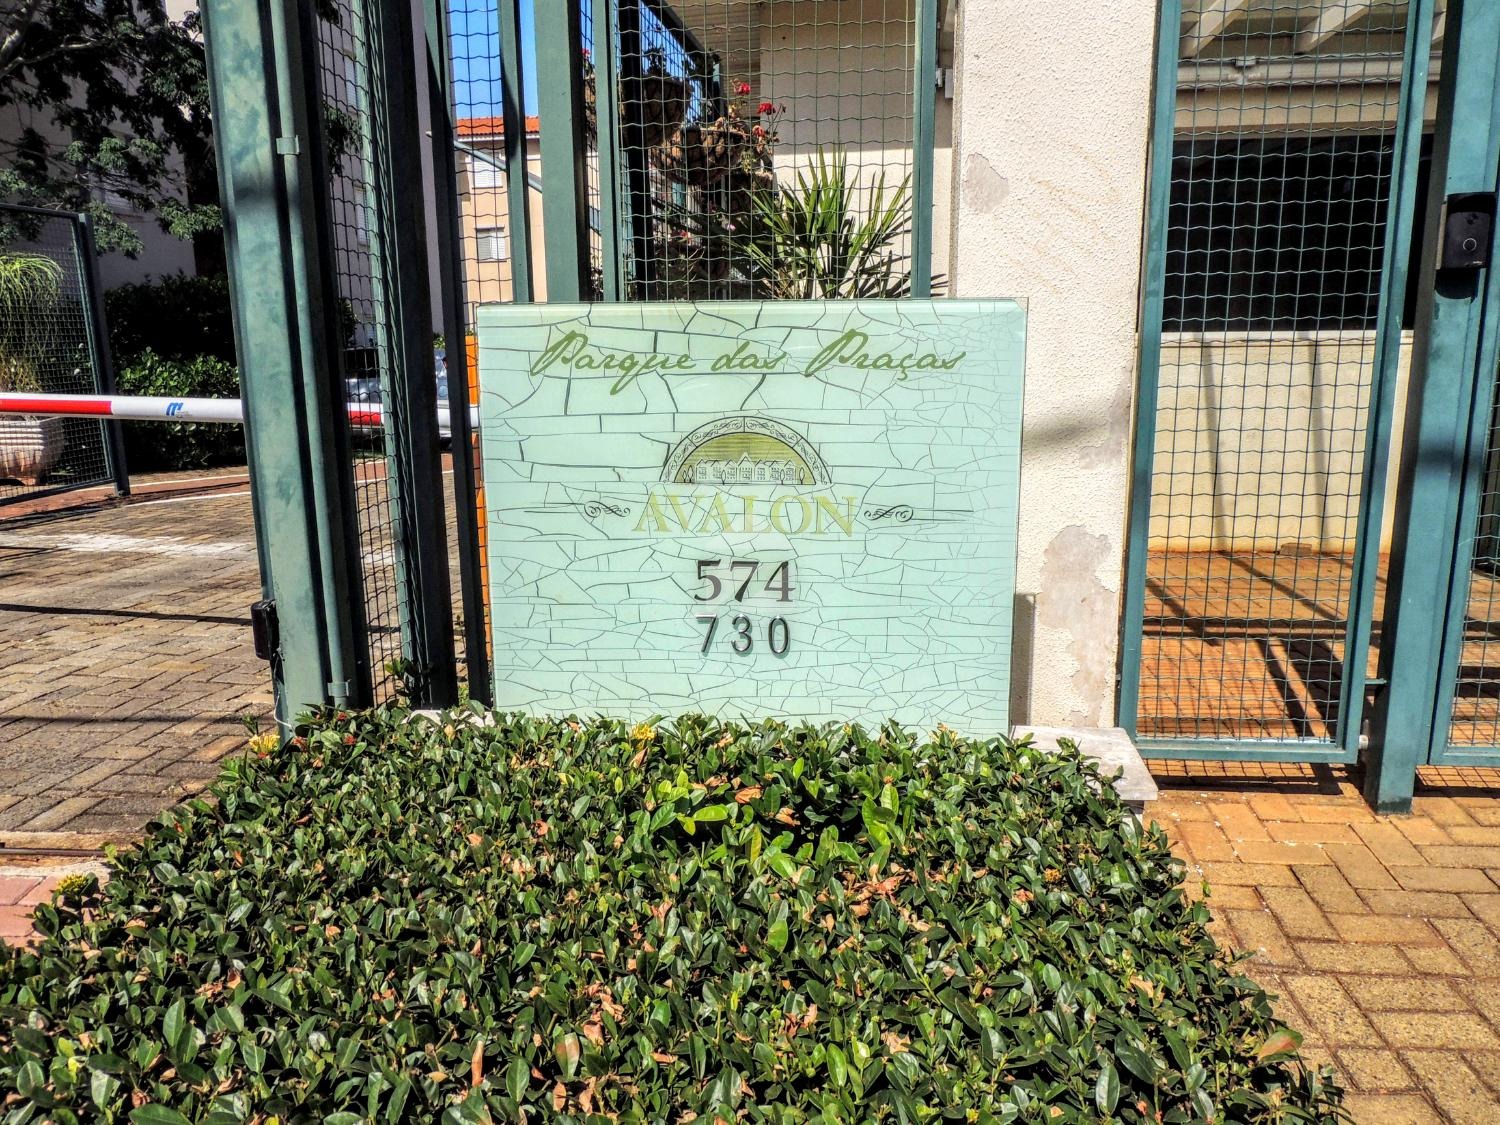 Parque das Praças
AVALON
574
730